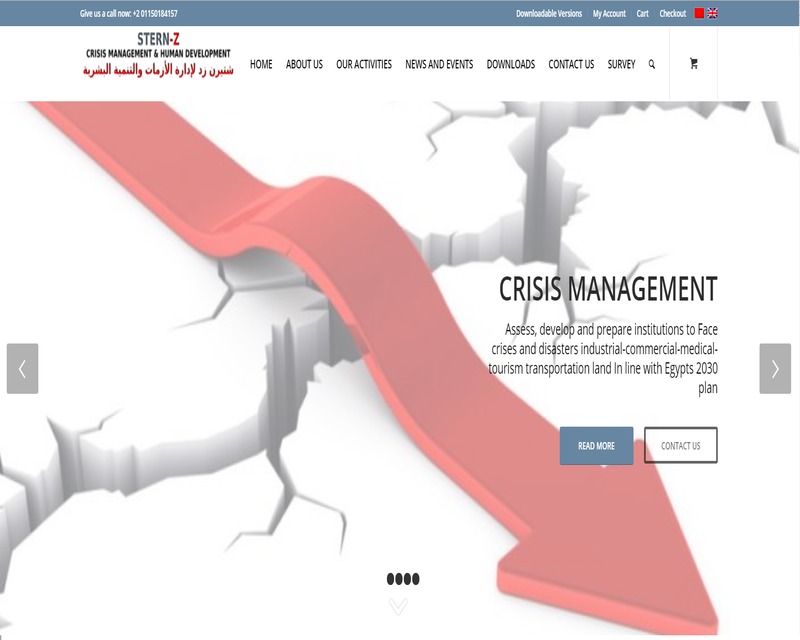 Give us a call now: +2 01150184157
Downloadable Versions My Account Cart Checkout
STERN-Z
CRISIS MANAGEMENT & HUMAN DEVELOPMENT
شتيرن زد لإدارة الأزمات والتنمية البشرية
HOME ABOUT US OUR ACTIVITIES NEWS AND EVENTS DOWNLOADS CONTACT US SURVEY
CRISIS MANAGEMENT
Assess, develop and prepare institutions to Face
crises and disasters industrial-commercial-medical-
tourism transportation land In line with Egypts 2030
plan
READ MORE
CONTACT US